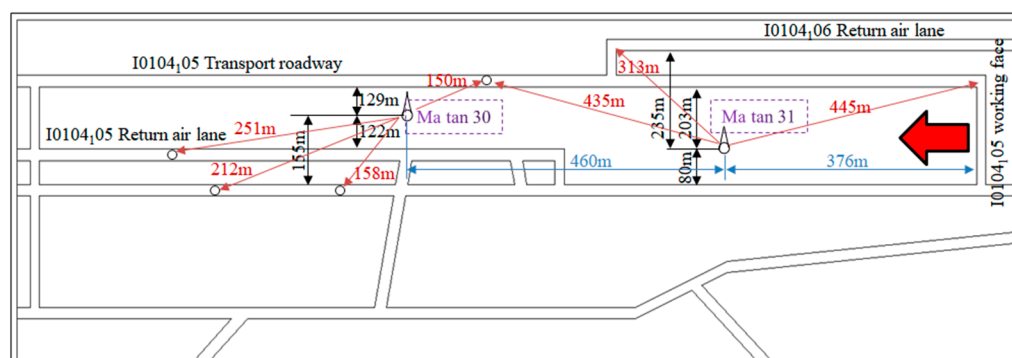 I0104₁06 Return air lane
I0104₁05 Transport roadway
313m
150m
129m
Ma tan 30
435m
235m
203m
Ma tan 31
445m
I0104₁05 working face
I0104₁05 Return air lane
251m
122m
155m
460m
376m
80m
212m
158m